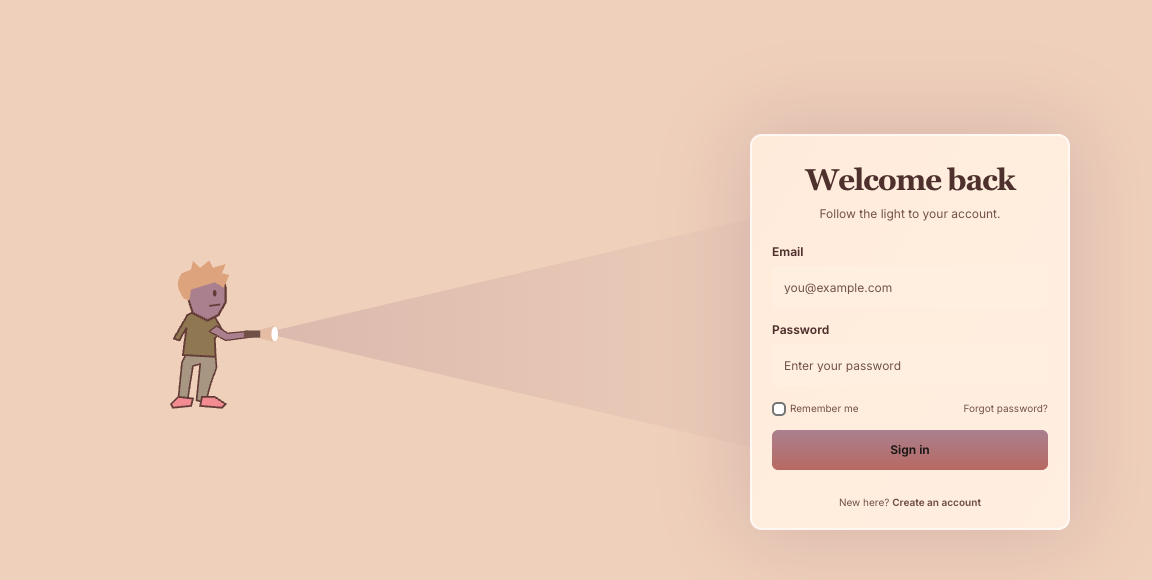 Welcome back
Follow the light to your account.
Email
you@example.com
Password
Enter your password
Remember me Forgot password?
Sign in
New here? Create an account